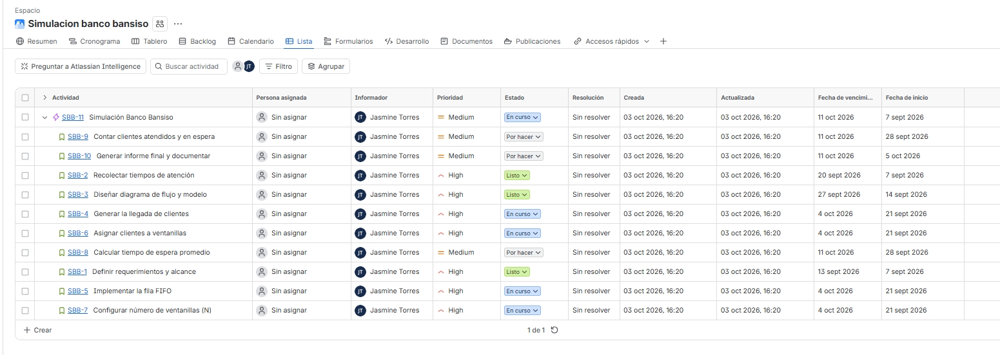 Espacio
Simulacion banco bansiso
Resumen Cronograma Tablero Backlog Calendario Lista Formularios Desarrollo Documentos Publicaciones Accesos rápidos
Preguntar a Atlassian Intelligence Buscar actividad JT Filtro Agrupar
Actividad Persona asignada Informador Prioridad Estado Resolución Creada Actualizada Fecha de vencimi... Fecha de inicio
SBB-11 Simulación Banco Bansiso Sin asignar JT Jasmine Torres Medium En curso Sin resolver 03 oct 2026, 16:20 03 oct 2026, 16:20 11 oct 2026 7 sept 2026
SBB-9 Contar clientes atendidos y en espera Sin asignar JT Jasmine Torres Medium Por hacer Sin resolver 03 oct 2026, 16:20 03 oct 2026, 16:20 11 oct 2026 28 sept 2026
SBB-10 Generar informe final y documentar Sin asignar JT Jasmine Torres Medium Por hacer Sin resolver 03 oct 2026, 16:20 03 oct 2026, 16:20 11 oct 2026 5 oct 2026
SBB-2 Recolectar tiempos de atención Sin asignar JT Jasmine Torres High Listo Sin resolver 03 oct 2026, 16:20 03 oct 2026, 16:20 20 sept 2026 7 sept 2026
SBB-3 Diseñar diagrama de flujo y modelo Sin asignar JT Jasmine Torres High Listo Sin resolver 03 oct 2026, 16:20 03 oct 2026, 16:20 27 sept 2026 14 sept 2026
SBB-4 Generar la llegada de clientes Sin asignar JT Jasmine Torres High En curso Sin resolver 03 oct 2026, 16:20 03 oct 2026, 16:20 4 oct 2026 21 sept 2026
SBB-6 Asignar clientes a ventanillas Sin asignar JT Jasmine Torres High En curso Sin resolver 03 oct 2026, 16:20 03 oct 2026, 16:20 4 oct 2026 21 sept 2026
SBB-8 Calcular tiempo de espera promedio Sin asignar JT Jasmine Torres Medium Por hacer Sin resolver 03 oct 2026, 16:20 03 oct 2026, 16:20 11 oct 2026 28 sept 2026
SBB-1 Definir requerimientos y alcance Sin asignar JT Jasmine Torres High Listo Sin resolver 03 oct 2026, 16:20 03 oct 2026, 16:20 13 sept 2026 7 sept 2026
SBB-5 Implementar la fila FIFO Sin asignar JT Jasmine Torres High En curso Sin resolver 03 oct 2026, 16:20 03 oct 2026, 16:20 4 oct 2026 21 sept 2026
SBB-7 Configurar número de ventanillas (N) Sin asignar JT Jasmine Torres High En curso Sin resolver 03 oct 2026, 16:20 03 oct 2026, 16:20 4 oct 2026 21 sept 2026
Crear 1 de 1